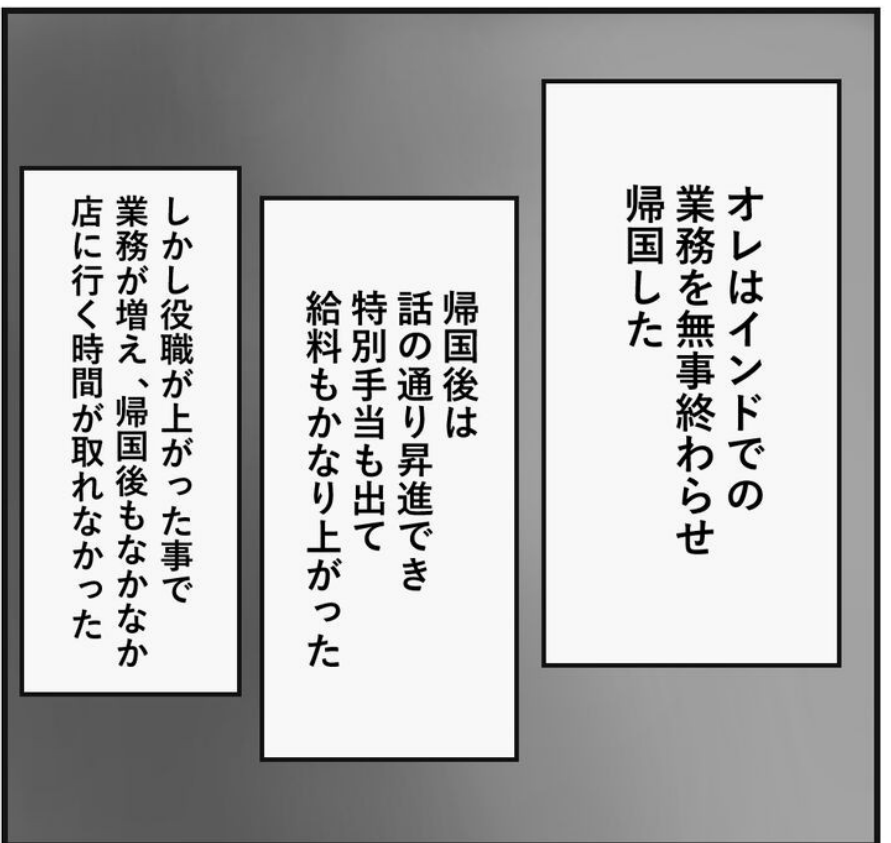 オレはインドでの
業務を無事終わらせ
帰国した
帰国後は
話の通り昇進でき
特別手当も出て
給料もかなり上がった
しかし役職が上がった事で
業務が増え、帰国後もなかなか
店に行く時間が取れなかった